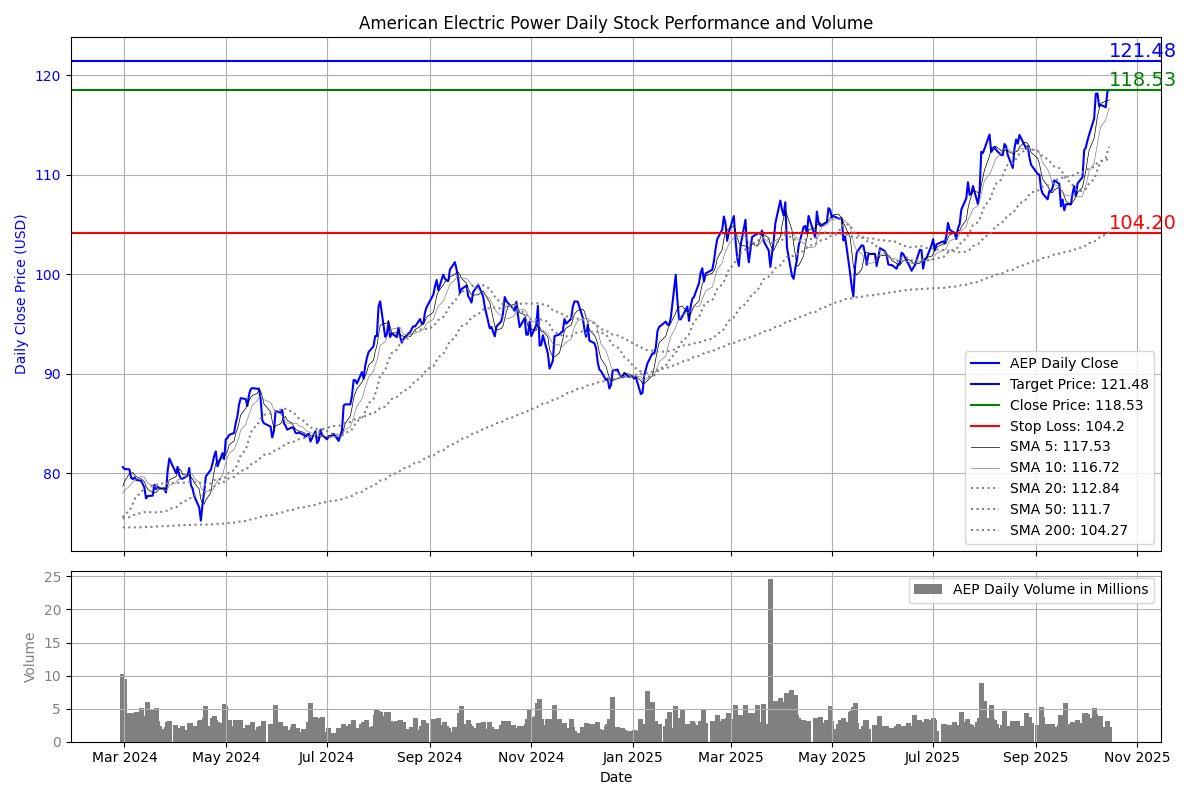 American Electric Power Daily Stock Performance and Volume
121.48
120
118.53
110
104.20
100
90
80
Daily Close Price (USD)
AEP Daily Close
Target Price: 121.48
Close Price: 118.53
Stop Loss: 104.2
SMA 5: 117.53
SMA 10: 116.72
SMA 20: 112.84
SMA 50: 111.7
SMA 200: 104.27
25
20
15
10
5
0
Volume
AEP Daily Volume in Millions
Mar 2024 May 2024 Jul 2024 Sep 2024 Nov 2024 Jan 2025 Mar 2025 May 2025 Jul 2025 Sep 2025 Nov 2025
Date